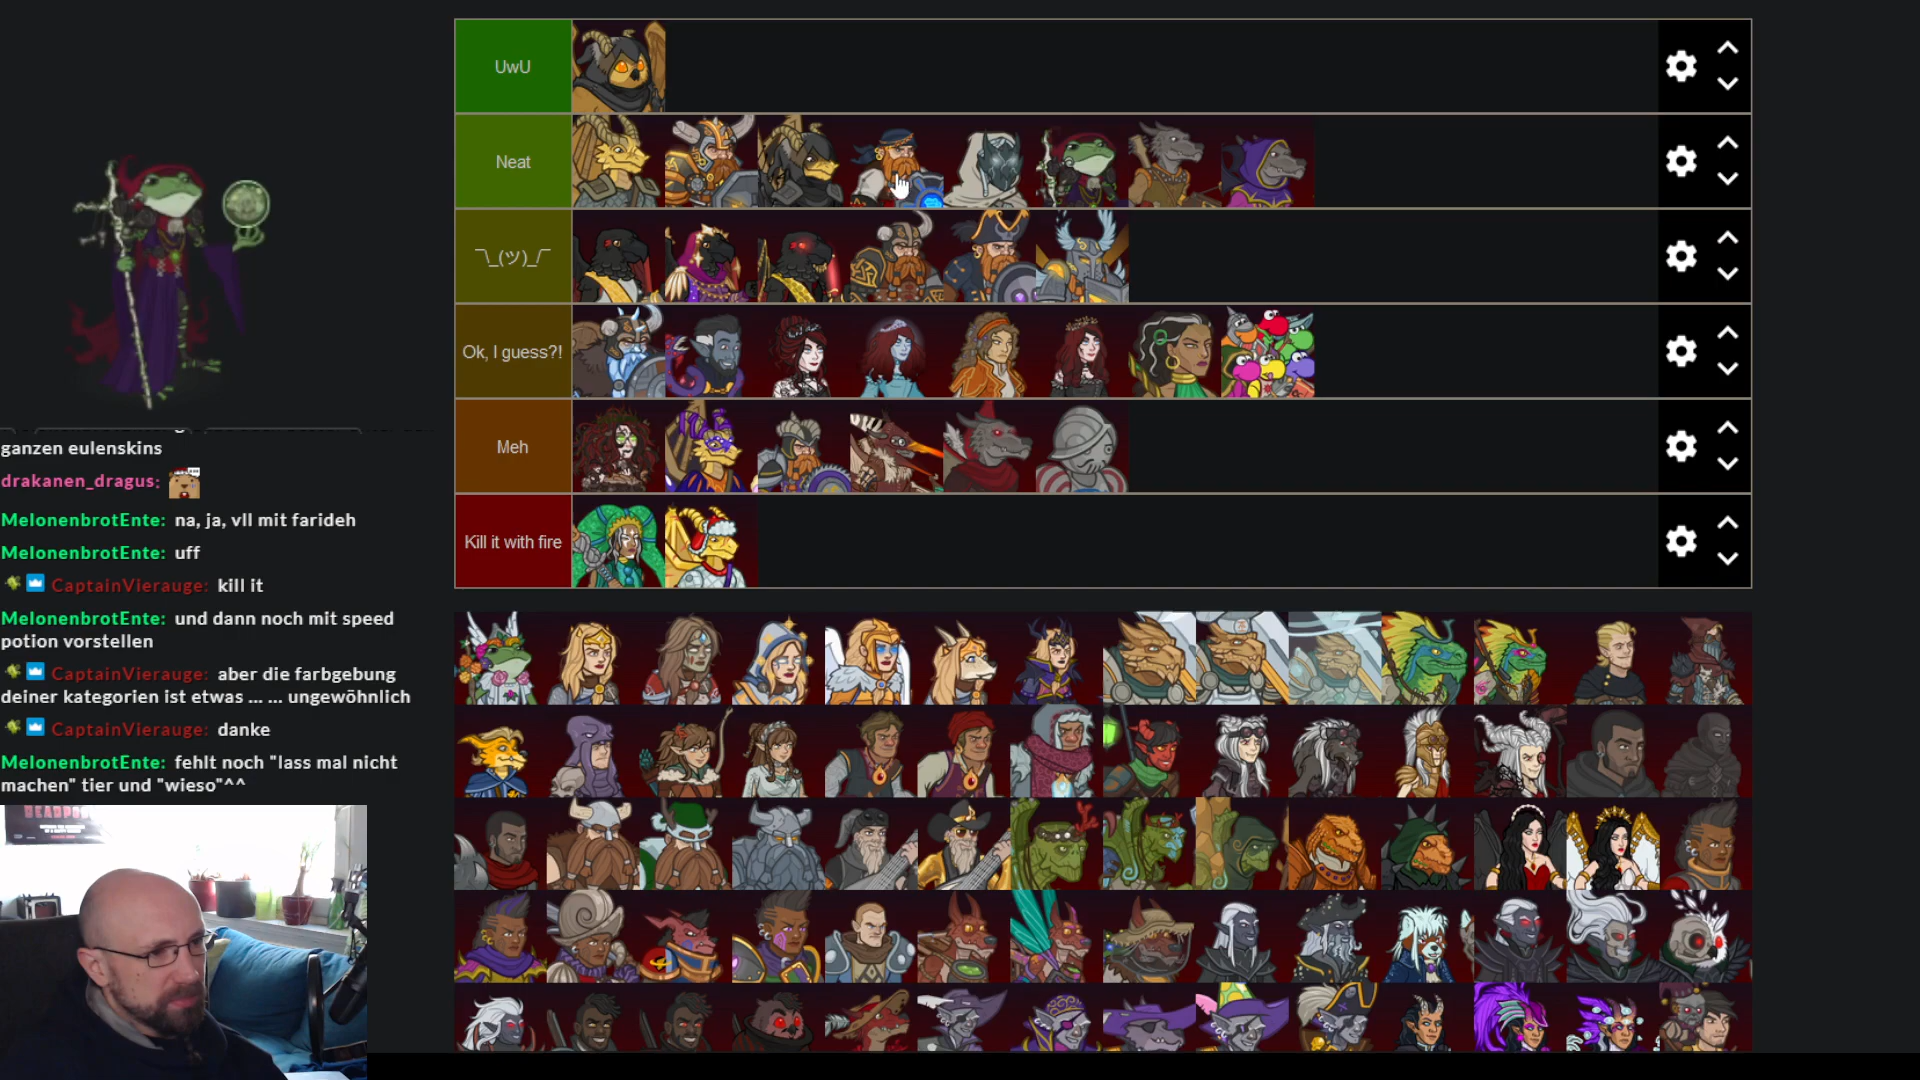 UwU
Neat
¯\_(ツ)_/¯
Ok, I guess?!
Meh
Kill it with fire
ganzen eulenskins
drakanen_dragus:
MelonenbrotEnte: na, ja, vll mit farideh
MelonenbrotEnte: uff
CaptainVierauge: kill it
MelonenbrotEnte: und dann noch mit speed
potion vorstellen
CaptainVierauge: aber die farbgebung
deiner kategorien ist etwas ... ... ungewöhnlich
CaptainVierauge: danke
MelonenbrotEnte: fehlt noch "lass mal nicht
machen" tier und "wieso"^^
DEADPOOL